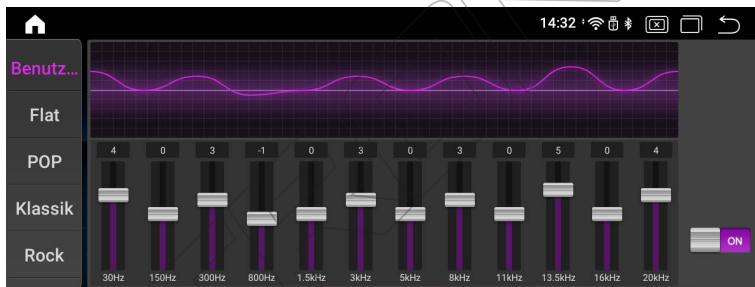 14:32
Benutz...
Flat
POP
Klassik
Rock
4 0 3 -1 0 3 0 3 0 5 0 4
30Hz 150Hz 300Hz 800Hz 1.5kHz 3kHz 5kHz 8kHz 11kHz 13.5kHz 16kHz 20kHz
ON